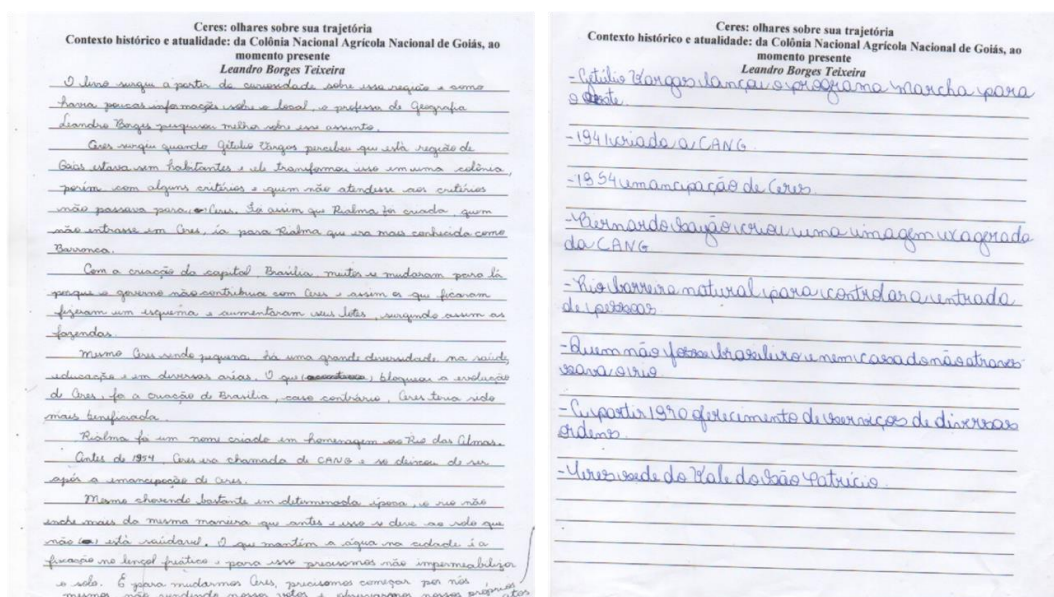 Ceres: olhares sobre sua trajetória
Contexto histórico e atualidade: da Colônia Nacional Agrícola Nacional de Goiás, ao
momento presente
Leandro Borges Teixeira
O livro surgiu a partir da curiosidade sobre essa região e como
havia poucas informações sobre o local, o professor de Geografia
Leandro Borges pesquisou melhor sobre esse assunto.
Ceres surgiu quando Getúlio Vargas percebeu que esta região de
Goiás estava sem habitantes e ele transformou isso em uma colônia,
porém com alguns critérios e quem não atendesse aos critérios
não passava para Ceres. Foi assim que Rialma foi criada, quem
não entrasse em Ceres, ia para Rialma que era mais conhecida como
Barranca.
Com a criação da capital, Brasília, muitos se mudaram para lá
porque o governo não contribuia com Ceres e assim os que ficaram
fizeram um esquema e aumentaram seus lotes, surgindo assim as
fazendas.
Mesmo Ceres sendo pequena, há uma grande diversidade, na saúde,
educação e em diversas áreas. O que bloqueou a evolução
de Ceres, foi a criação de Brasília, caso contrário, Ceres teria sido
mais beneficiada.
Rialma foi um nome criado em homenagem ao Rio das Almas.
Antes de 1954, Ceres era chamada de CANG e só deixou de ser
após a emancipação de Ceres.
Mesmo chovendo bastante em determinada época, o rio não
enche mais da mesma maneira que antes e isso se deve ao solo que
não está saudável. O que mantém a água na cidade é a
fixação no lençol freático e para isso precisamos não impermeabilizar
o solo. E para mudarmos Ceres, precisamos começar por nós
mesmos, não vendendo nossos votos e observarmos nossos próprios atos
Ceres: olhares sobre sua trajetória
Contexto histórico e atualidade: da Colônia Nacional Agrícola Nacional de Goiás, ao
momento presente
Leandro Borges Teixeira
- Getúlio Vargas lançou o programa marcha para
o oeste.
- 1941 criada a CANG.
- 1954 emancipação de Ceres.
- Bernardo Sayão criou uma imagem exagerada
da CANG
- Rio barreira natural para controlar a entrada
de pessoas.
- Quem não fosse brasileiro e nem casado não atraves
sava o rio.
- A partir 1970 oferecimento de serviços de diversas
ordens.
- Ceres sede do Vale do São Patrício.